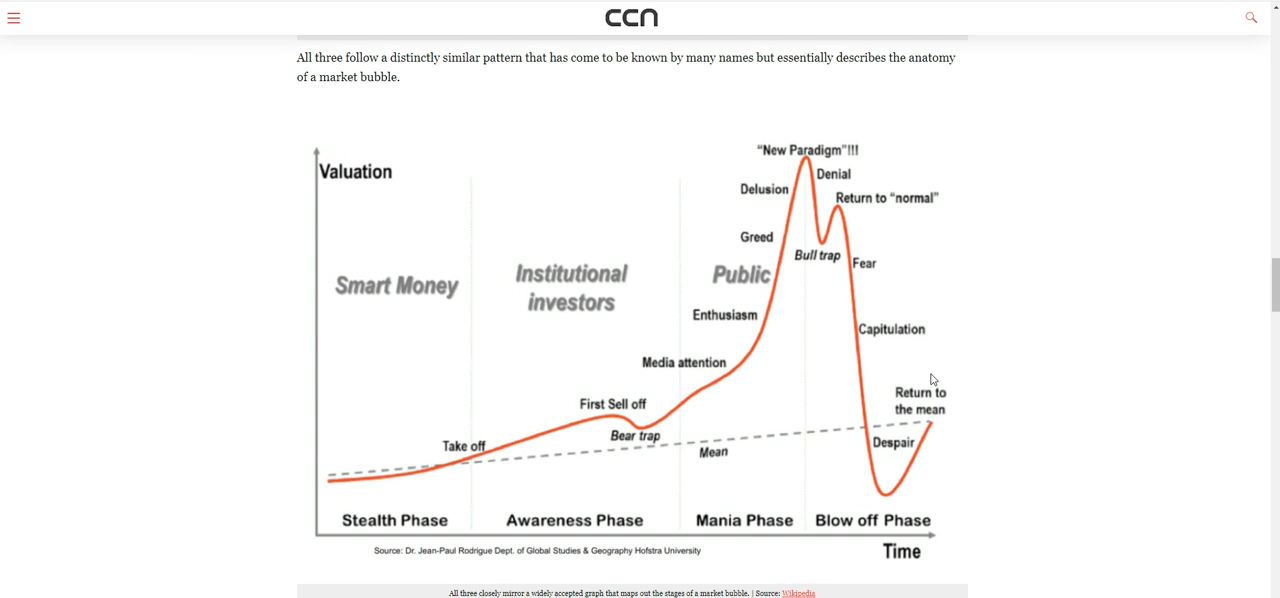 ccn
All three follow a distinctly similar pattern that has come to be known by many names but essentially describes the anatomy
of a market bubble.
"New Paradigm"!!!
Valuation
Denial
Delusion
Return to "normal"
Greed
Bull trap
Fear
Smart Money
Institutional
investors
Public
Enthusiasm
Capitulation
Media attention
Return to
the mean
First Sell off
Bear trap
Take off
Mean
Despair
Stealth Phase
Awareness Phase
Mania Phase
Blow off Phase
Source: Dr. Jean-Paul Rodrigue Dept. of Global Studies & Geography Hofstra University
Time
All three closely mirror a widely accepted graph that maps out the stages of a market bubble. | Source: Wikipedia